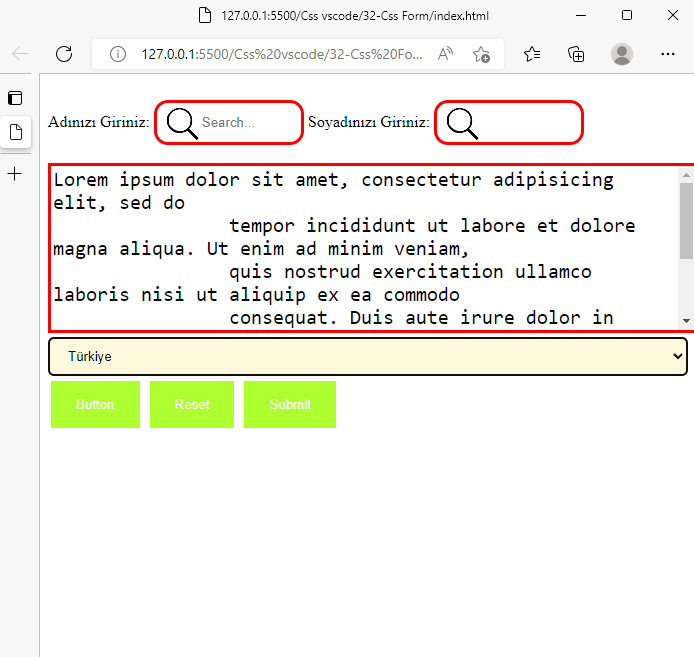 127.0.0.1:5500/Css vscode/32-Css Form/index.html
127.0.0.1:5500/Css%20vscode/32-Css%20Fo...
Adınızı Giriniz: Search... Soyadınızı Giriniz:
Lorem ipsum dolor sit amet, consectetur adipisicing
elit, sed do
tempor incididunt ut labore et dolore
magna aliqua. Ut enim ad minim veniam,
quis nostrud exercitation ullamco
laboris nisi ut aliquip ex ea commodo
consequat. Duis aute irure dolor in
Türkiye
Button Reset Submit